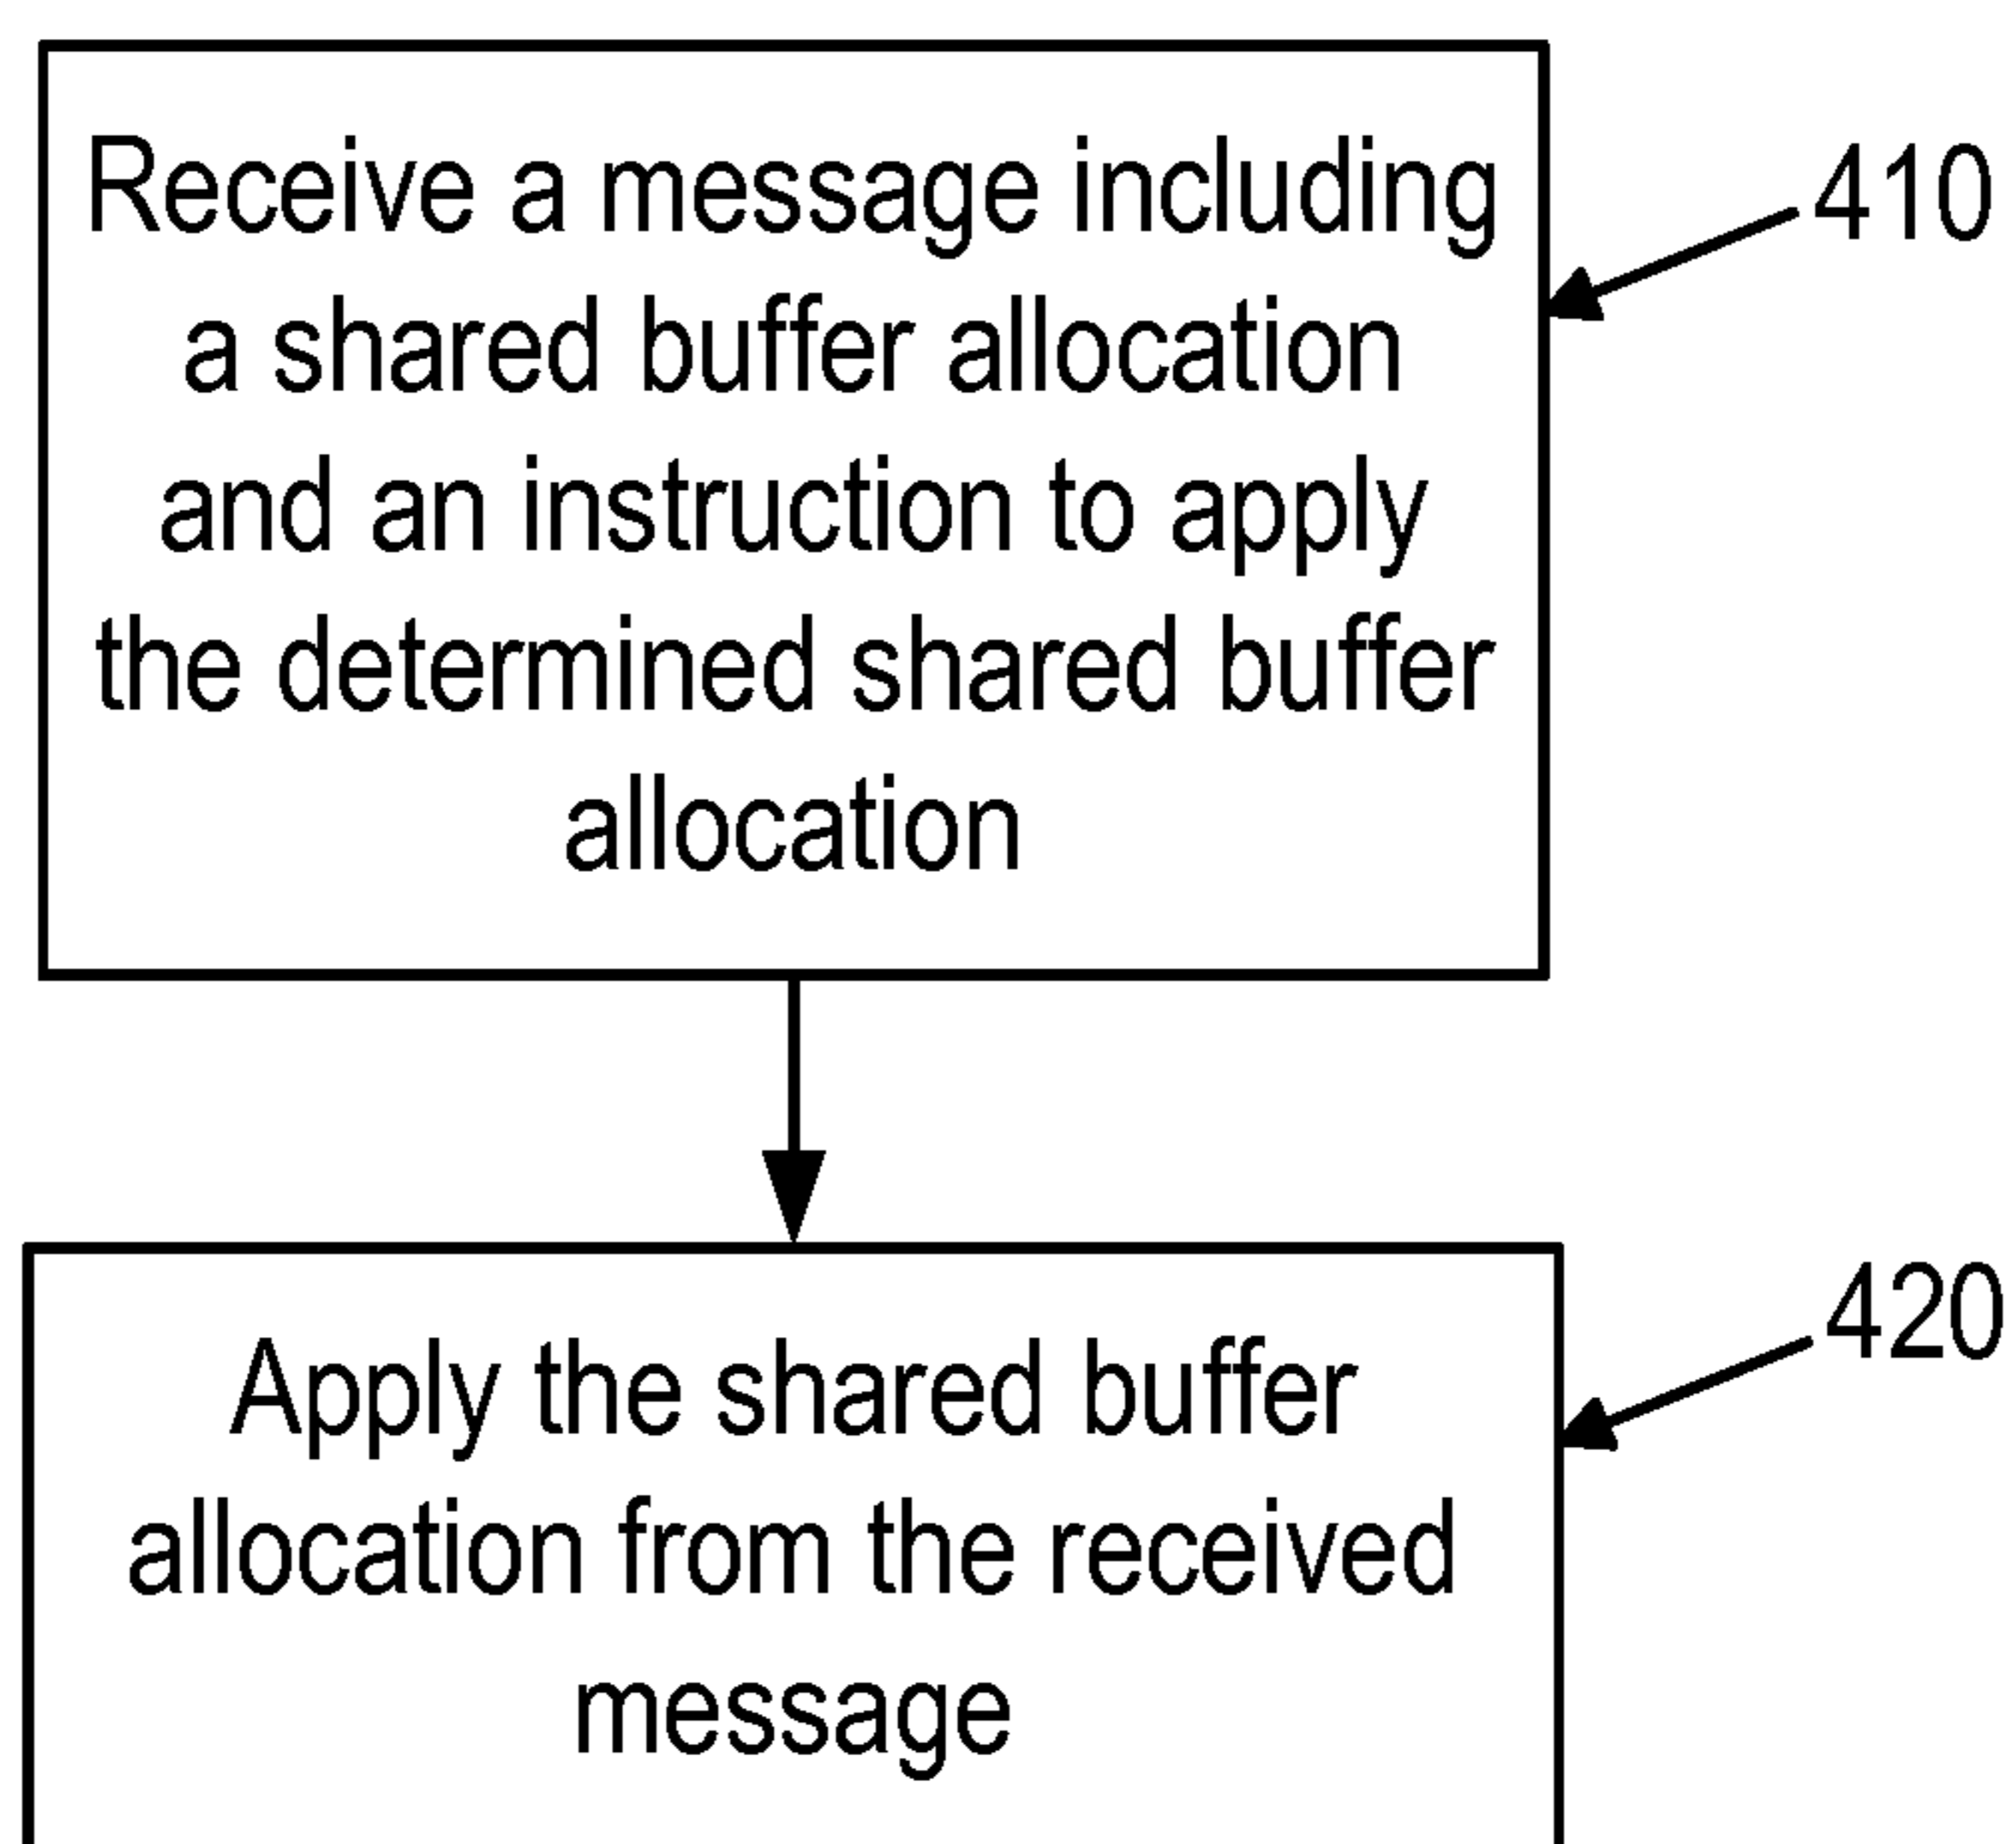 Receive a message including
a shared buffer allocation
and an instruction to apply
the determined shared buffer
allocation
410
Apply the shared buffer
allocation from the received
message
420